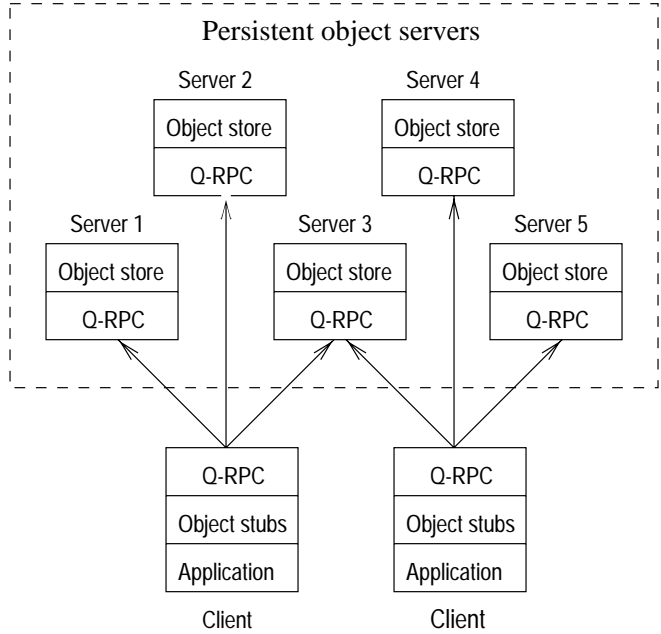 Persistent object servers
Server 2
Server 4
Object store
Object store
Q-RPC
Q-RPC
Server 1
Server 3
Server 5
Object store
Object store
Object store
Q-RPC
Q-RPC
Q-RPC
Q-RPC
Q-RPC
Object stubs
Object stubs
Application
Application
Client
Client